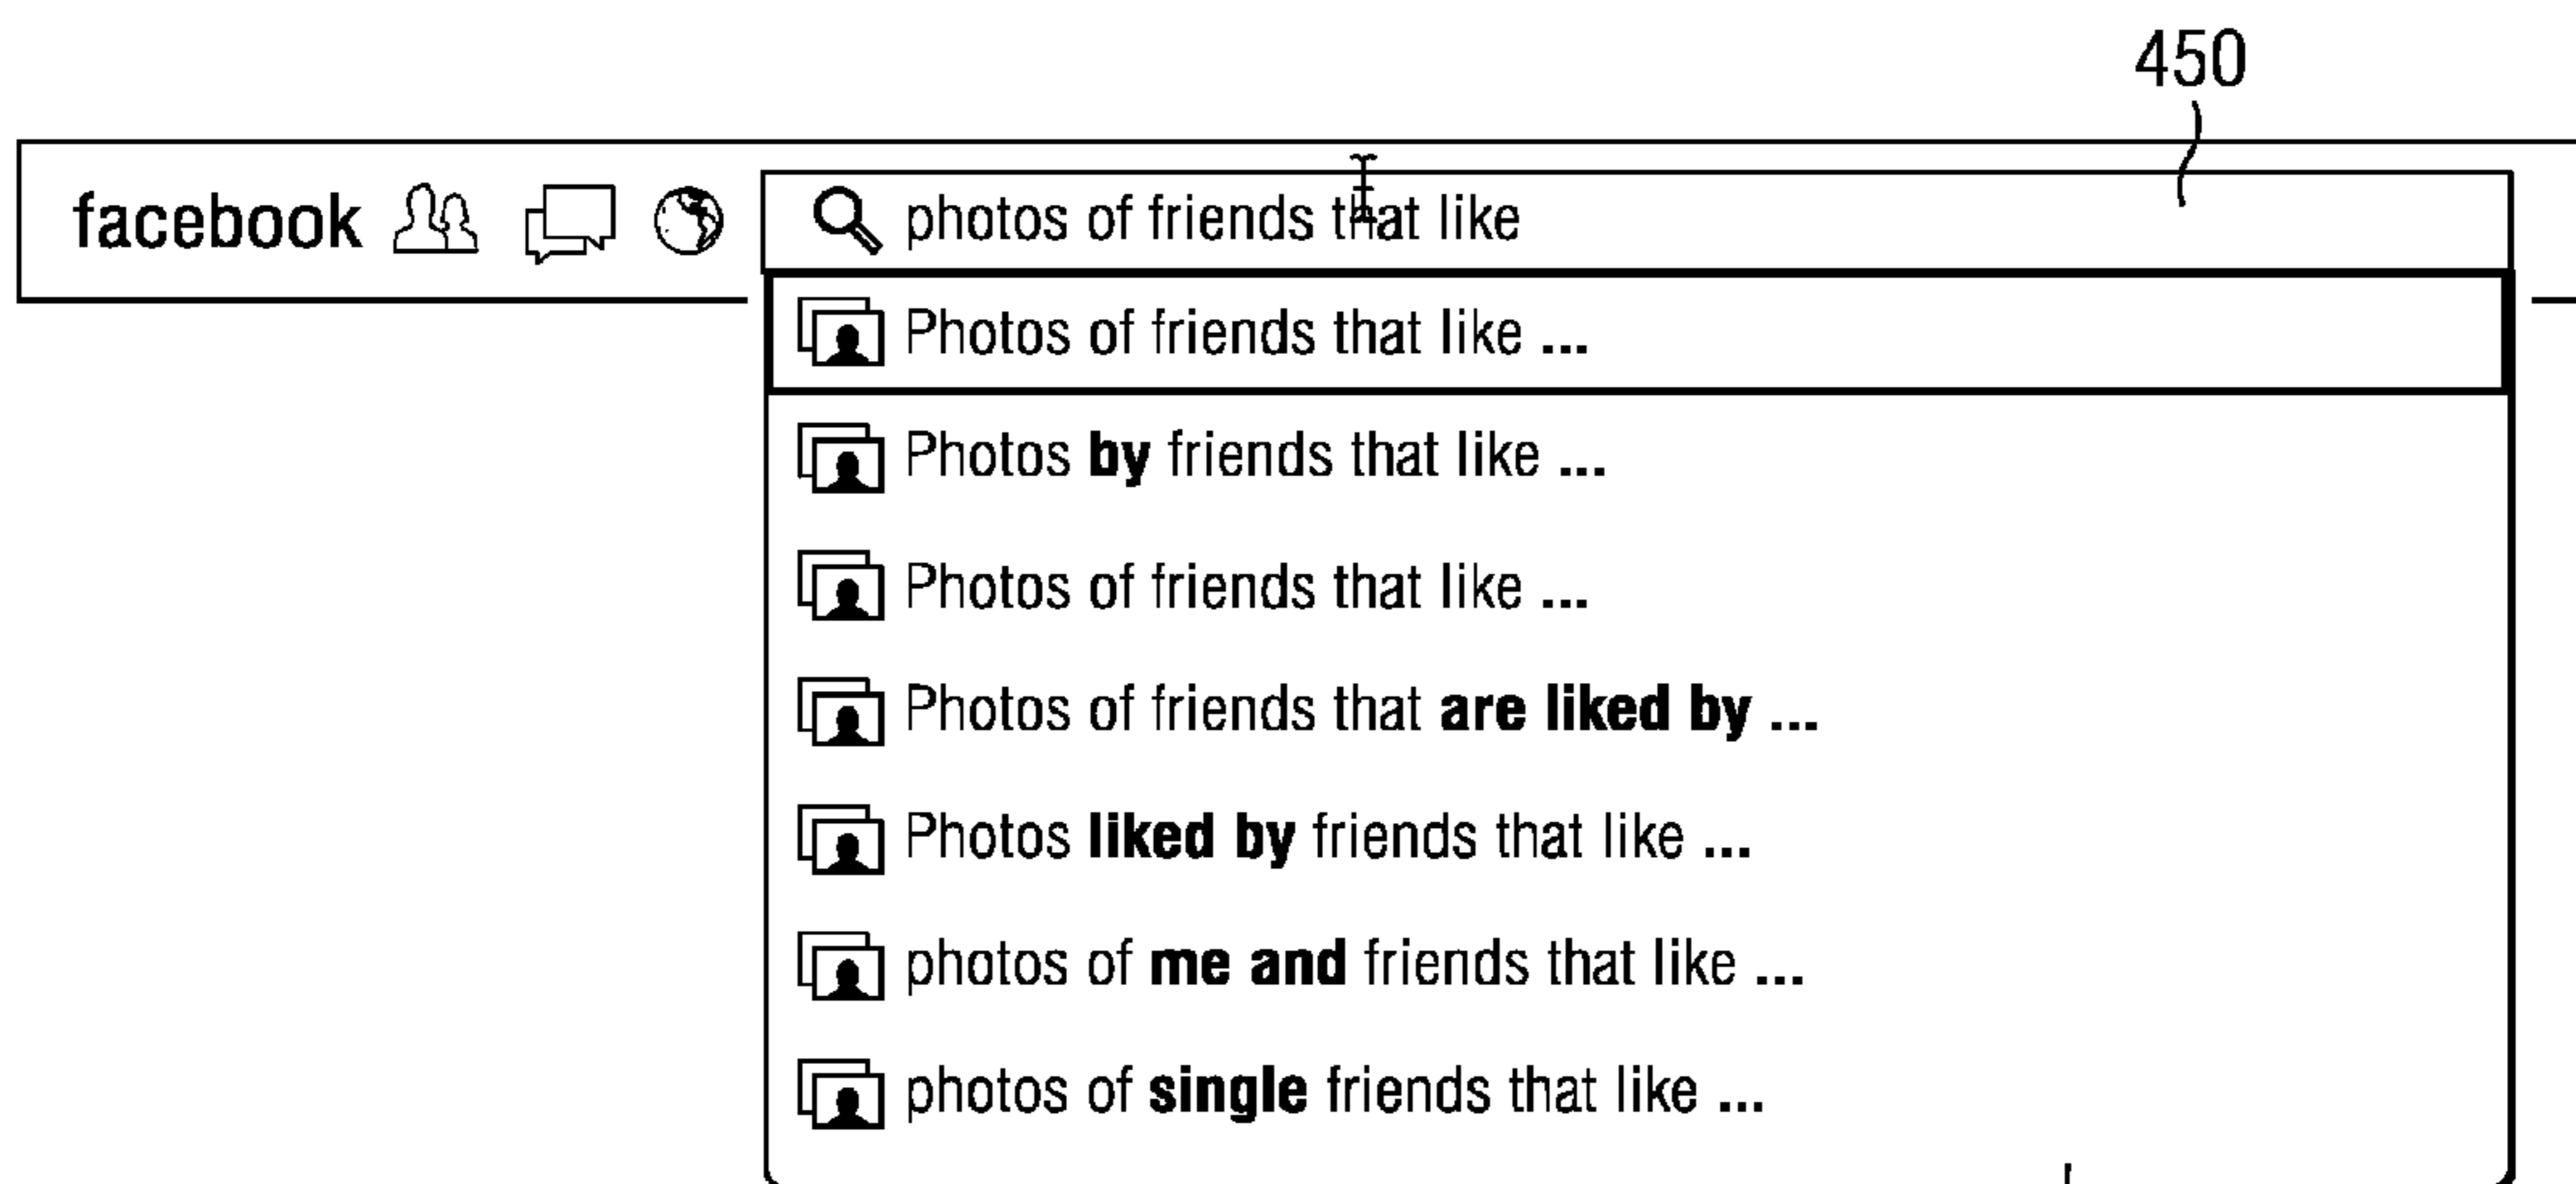 450
facebook photos of friends that like
Photos of friends that like ...
Photos by friends that like ...
Photos of friends that like ...
Photos of friends that are liked by ...
Photos liked by friends that like ...
photos of me and friends that like ...
photos of single friends that like ...